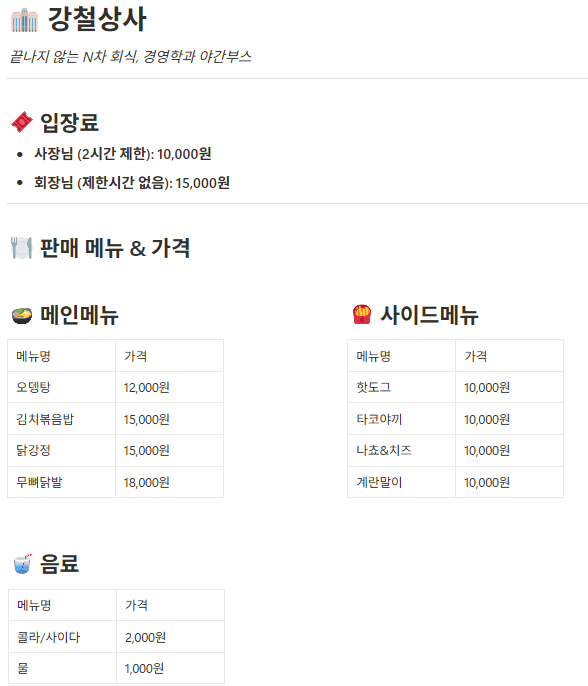 강철상사
끝나지 않는 N차 회식, 경영학과 야간부스
입장료
사장님 (2시간 제한): 10,000원
회장님 (제한시간 없음): 15,000원
판매 메뉴 & 가격
메인메뉴
메뉴명 가격
오뎅탕 12,000원
김치볶음밥 15,000원
닭강정 15,000원
무뼈닭발 18,000원
사이드메뉴
메뉴명 가격
핫도그 10,000원
타코야끼 10,000원
나쵸&치즈 10,000원
계란말이 10,000원
음료
메뉴명 가격
콜라/사이다 2,000원
물 1,000원